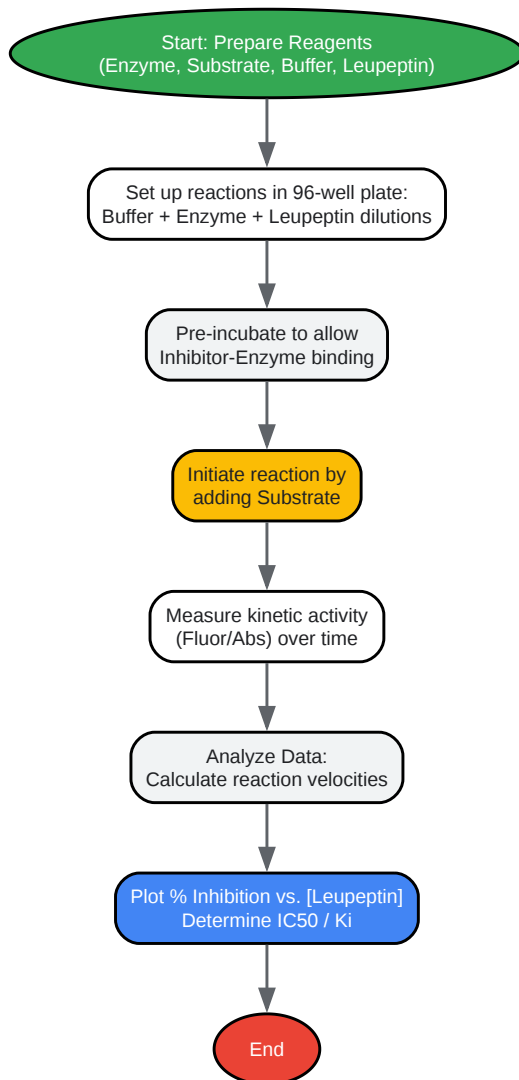 Start: Prepare Reagents
(Enzyme, Substrate, Buffer, Leupeptin)
Set up reactions in 96-well plate:
Buffer + Enzyme + Leupeptin dilutions
Pre-incubate to allow
Inhibitor-Enzyme binding
Initiate reaction by
adding Substrate
Measure kinetic activity
(Fluor/Abs) over time
Analyze Data:
Calculate reaction velocities
Plot % Inhibition vs. [Leupeptin]
Determine IC50 / Ki
End